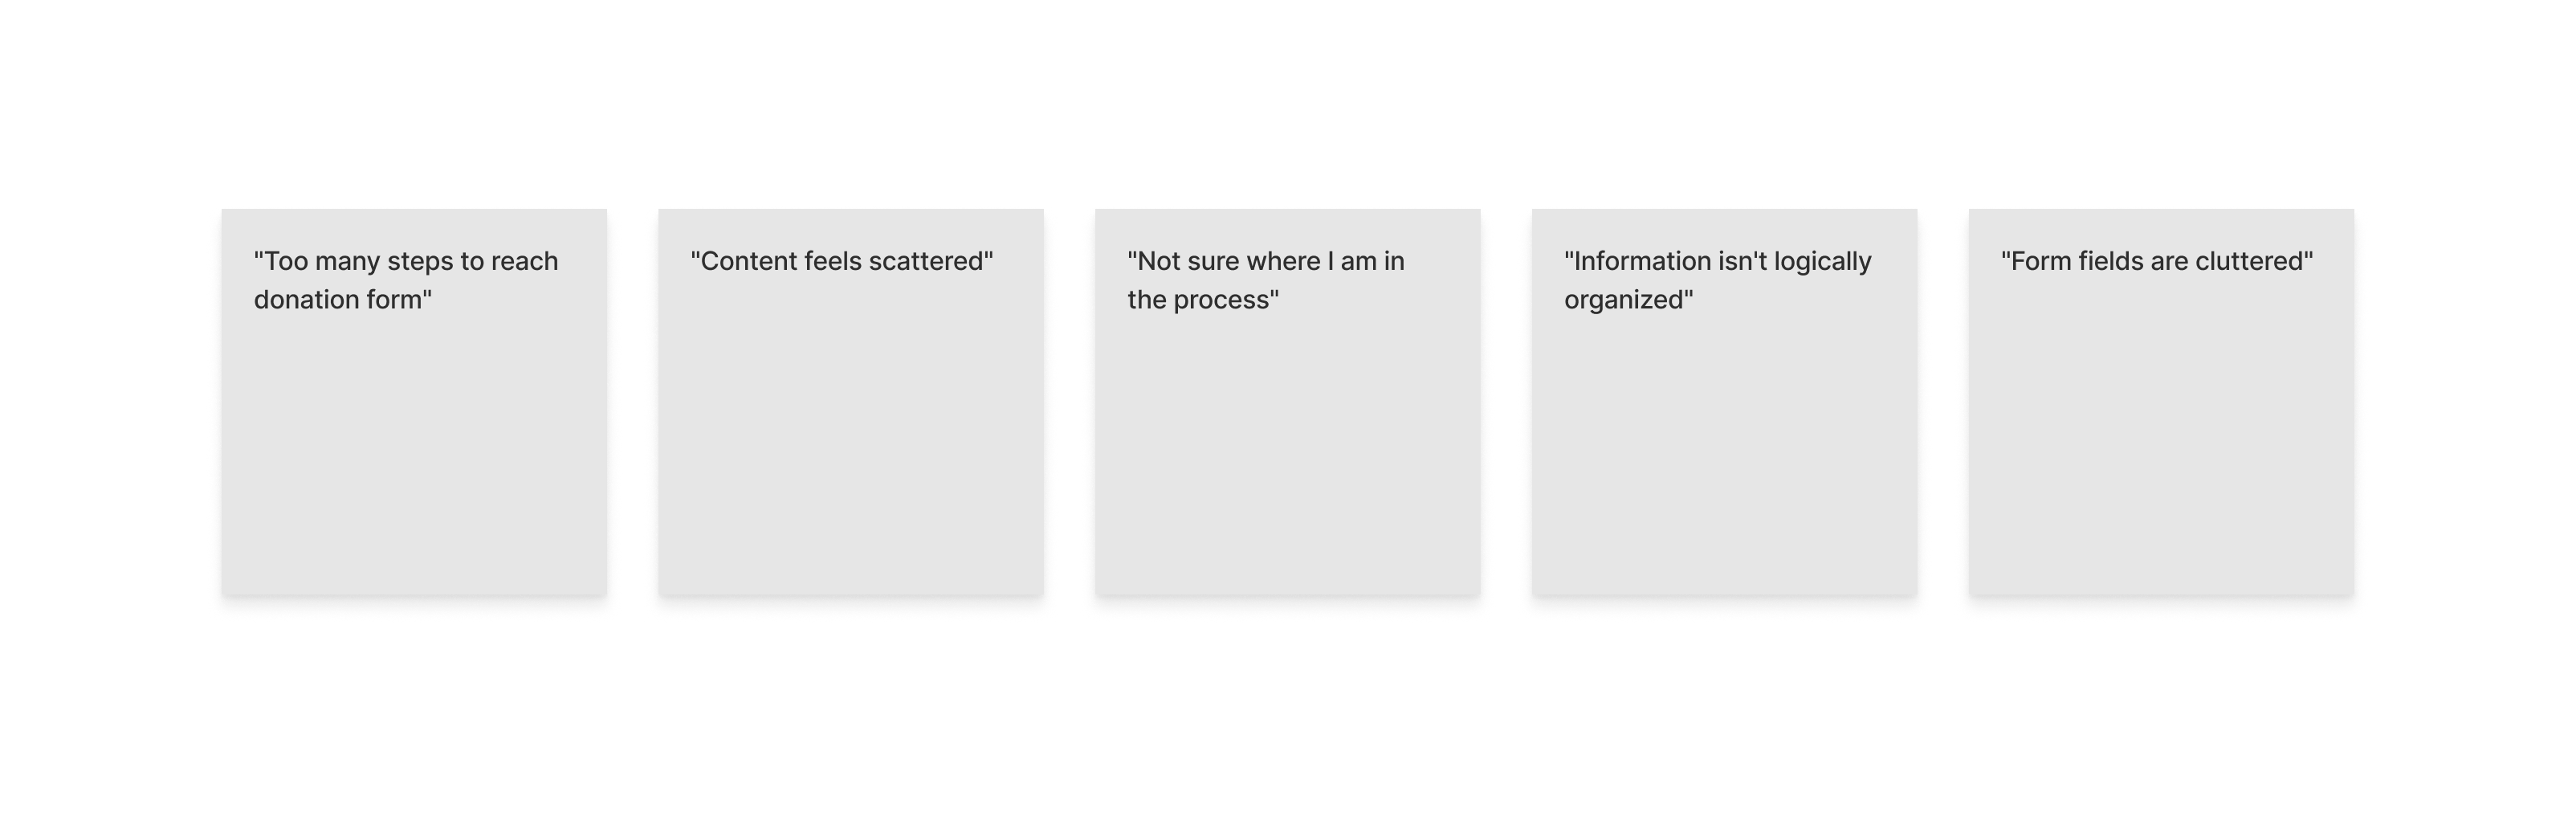 "Too many steps to reach
donation form"
"Content feels scattered"
"Not sure where I am in
the process"
"Information isn't logically
organized"
"Form fields are cluttered"